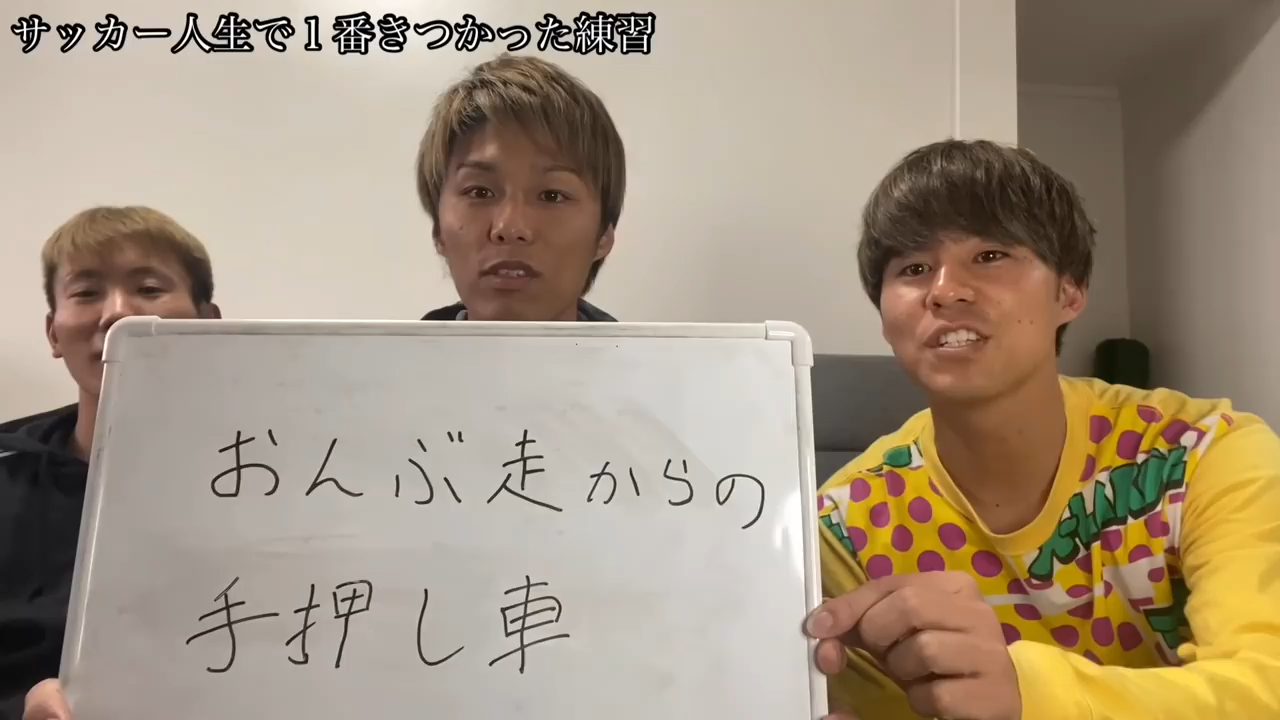 サッカー人生で１番きつかった練習
おんぶ走からの
手押し車